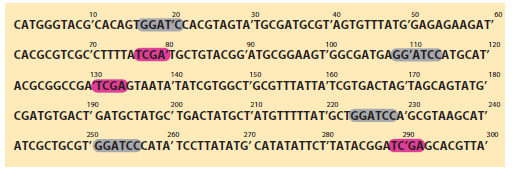 10 20 30 40 50 60
CATGGGTACG'CACAGTGGAT'CCACGTAGTA'TGCGATGCGT'AGTGTTTATG'GAGAGAAGAT'
70 80 90 100 110 120
CACGCGTCGC'CTTTTATCGA'TGCTGTACGG'ATGCGGAAGT'GGCGATGAGG'ATCCATGCAT'
130 140 150 160 170 180
ACGCGGCCGA'TCGAGTAATA'TATCGTGGCT'GCGTTTATTA'TCGTGACTAG'TAGCAGTATG'
190 200 210 220 230 240
CGATGTGACT' GATGCTATGC' TGACTATGCT'ATGTTTTTAT'GCTGGATCCA'GCGTAAGCAT'
250 260 270 280 290 300
ATCGCTGCGT'GGATCCCATA' TCCTTATATG' CATATATTCT'TATACGGATC'GAGCACGTTA'